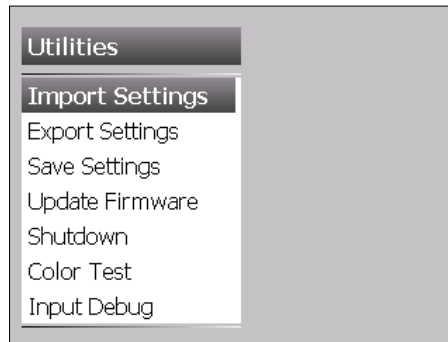 Utilities
Import Settings
Export Settings
Save Settings
Update Firmware
Shutdown
Color Test
Input Debug